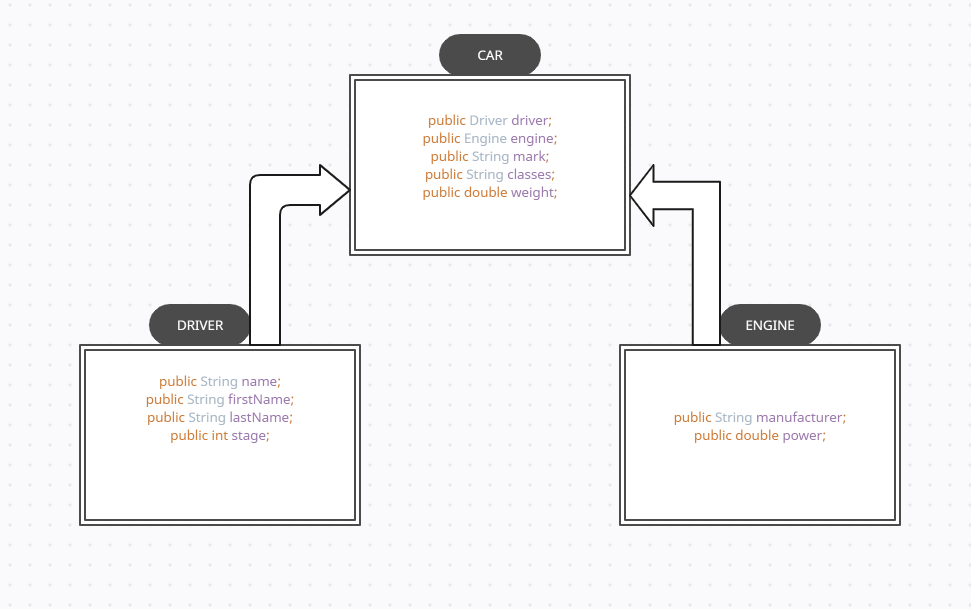 CAR
public Driver driver;
public Engine engine;
public String mark;
public String classes;
public double weight;
DRIVER
public String name;
public String firstName;
public String lastName;
public int stage;
ENGINE
public String manufacturer;
public double power;